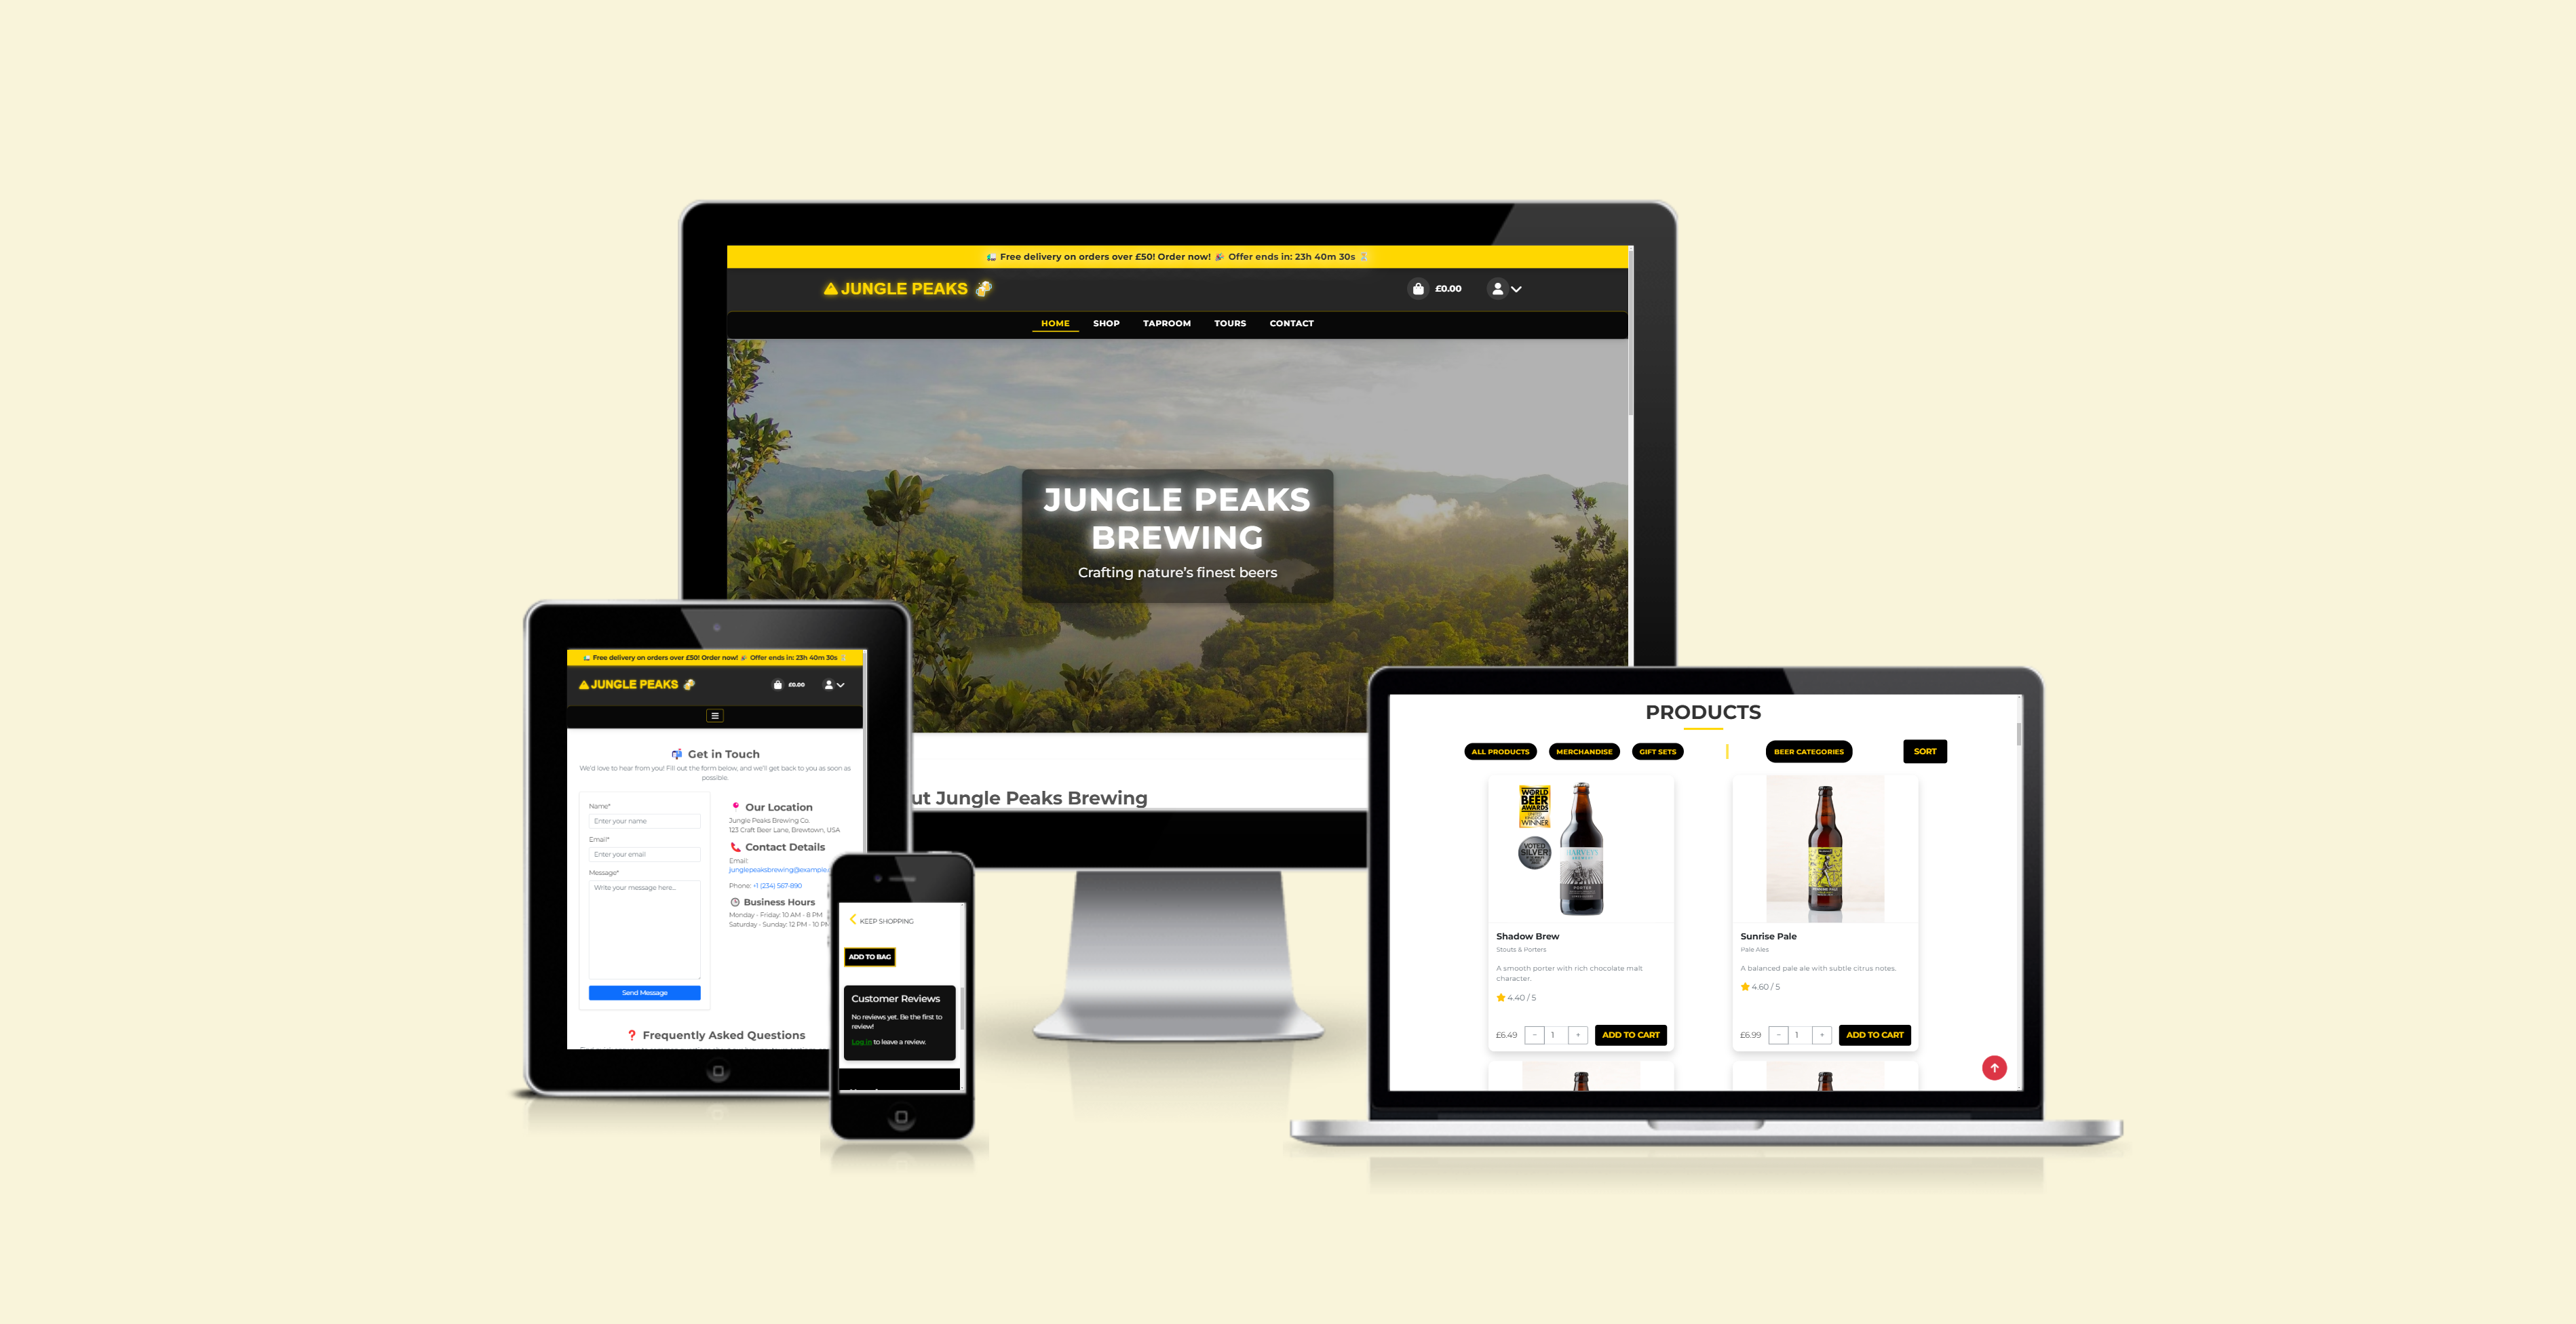 Free delivery on orders over £50! Order now! 🎉 Offer ends in: 23h 40m 30s
JUNGLE PEAKS
£0.00
HOME SHOP TAPROOM TOURS CONTACT
JUNGLE PEAKS
BREWING
Crafting nature's finest beers
ut Jungle Peaks Brewing
Free delivery on orders over £50! Order now! 🎉 Offer ends in: 23h 40m 30s
JUNGLE PEAKS
£0.00
Get in Touch
We'd love to hear from you! Fill out the form below, and we'll get back to you as soon as
possible.
Name*
Enter your name
Email*
Enter your email
Message*
Write your message here...
Send Message
Our Location
Jungle Peaks Brewing Co.
123 Craft Beer Lane, Brewtown, USA
Contact Details
Email:
junglepeaksbrewing@example.
Phone: +1 (234) 567-890
Business Hours
Monday - Friday: 10 AM - 8 PM
Saturday - Sunday: 12 PM - 10 PM
Frequently Asked Questions
KEEP SHOPPING
ADD TO BAG
Customer Reviews
No reviews yet. Be the first to
review!
Log in to leave a review.
PRODUCTS
ALL PRODUCTS MERCHANDISE GIFT SETS BEER CATEGORIES SORT
WORLD
BEER
AWARDS
WINNER
VOTED
SILVER
HARVEY'S
PORTER
Shadow Brew
Stouts & Porters
A smooth porter with rich chocolate malt
character.
4.40 / 5
£6.49 − 1 + ADD TO CART
Sunrise Pale
Pale Ales
A balanced pale ale with subtle citrus notes.
4.60 / 5
£6.99 − 1 + ADD TO CART